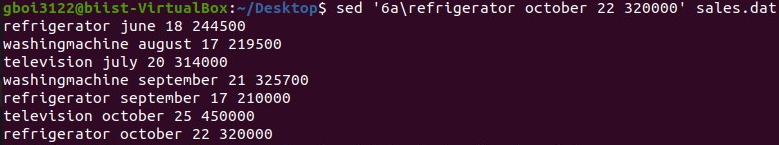 gboi3122@biist-VirtualBox:~/Desktop$ sed '6a\refrigerator october 22 320000' sales.dat
refrigerator june 18 244500
washingmachine august 17 219500
television july 20 314000
washingmachine september 21 325700
refrigerator september 17 210000
television october 25 450000
refrigerator october 22 320000